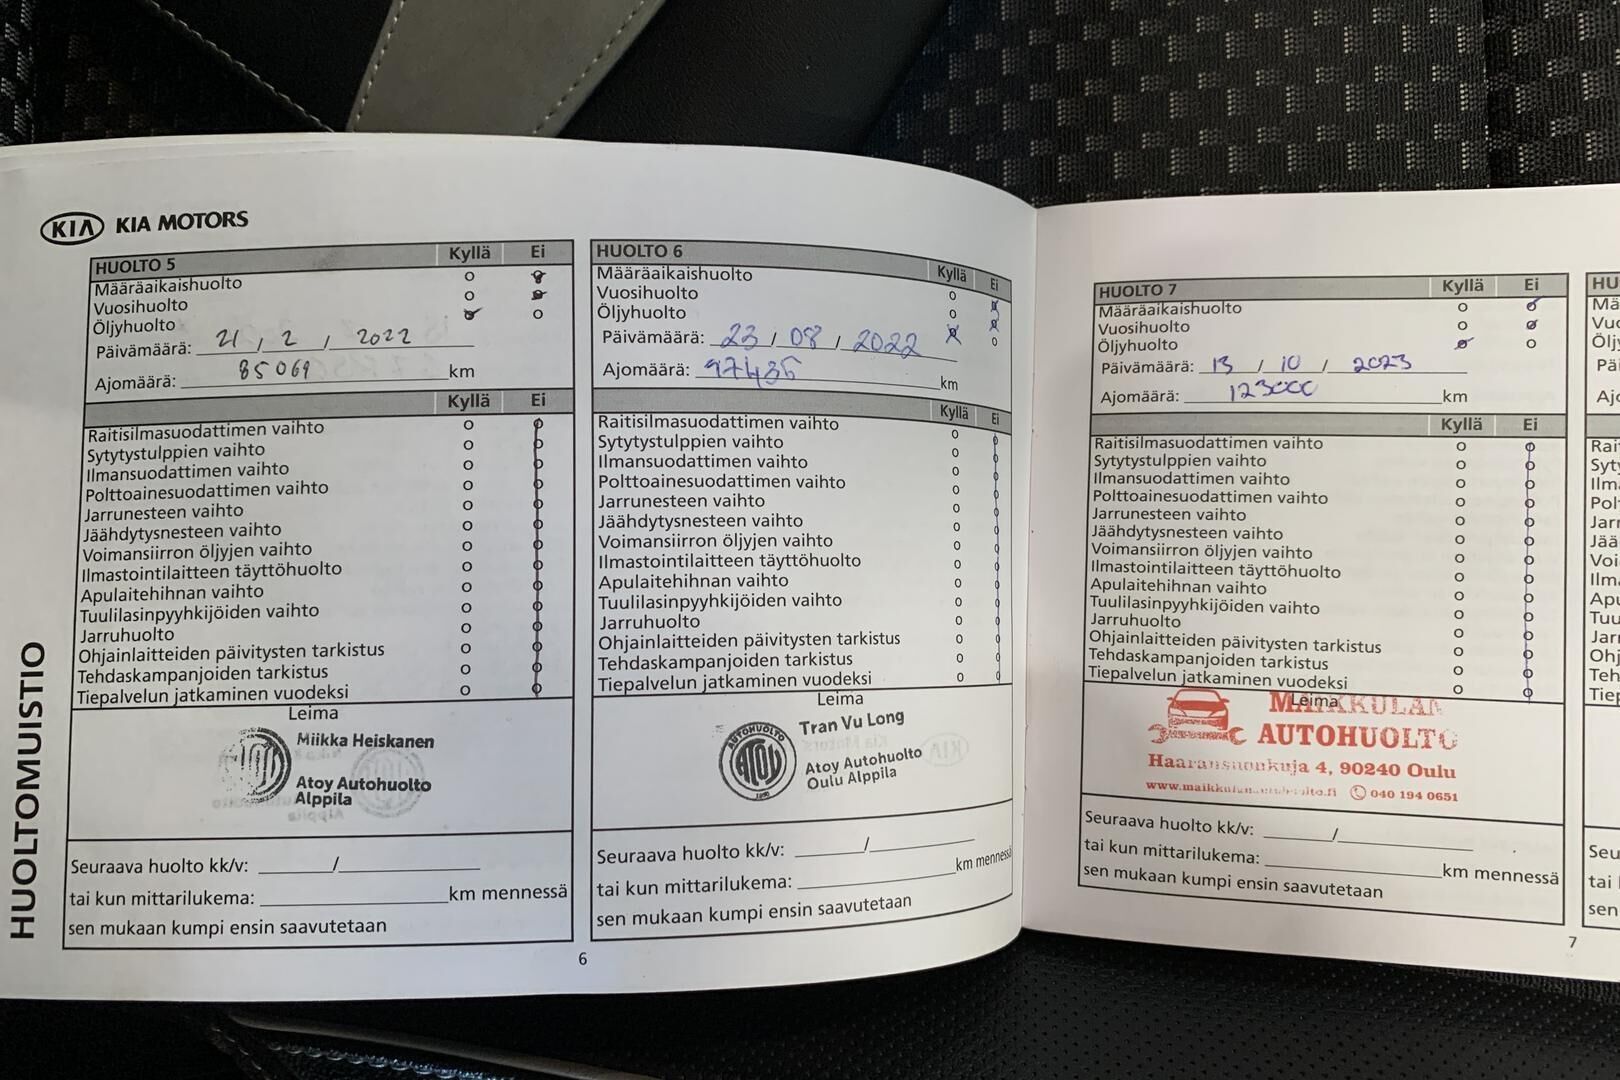 KIA KIA MOTORS
HUOLTOMUISTIO
HUOLTO 5 Kyllä Ei
Määräaikaishuolto
Vuosihuolto
Öljyhuolto
Päivämäärä: 21 / 2 / 2022
Ajomäärä: 85069 km
Kyllä Ei
Raitisilmasuodattimen vaihto
Sytytystulppien vaihto
Ilmansuodattimen vaihto
Polttoainesuodattimen vaihto
Jarrunesteen vaihto
Jäähdytysnesteen vaihto
Voimansiirron öljyjen vaihto
Ilmastointilaitteen täyttöhuolto
Apulaitehihnan vaihto
Tuulilasinpyyhkijöiden vaihto
Jarruhuolto
Ohjainlaitteiden päivitysten tarkistus
Tehdaskampanjoiden tarkistus
Tiepalvelun jatkaminen vuodeksi
Leima
Miikka Heiskanen
Atoy Autohuolto
Alppila
Seuraava huolto kk/v: /
tai kun mittarilukema: km mennessä
sen mukaan kumpi ensin saavutetaan
HUOLTO 6 Kyllä Ei
Määräaikaishuolto
Vuosihuolto
Öljyhuolto
Päivämäärä: 23 / 08 / 2022
Ajomäärä: 97435 km
Kyllä Ei
Raitisilmasuodattimen vaihto
Sytytystulppien vaihto
Ilmansuodattimen vaihto
Polttoainesuodattimen vaihto
Jarrunesteen vaihto
Jäähdytysnesteen vaihto
Voimansiirron öljyjen vaihto
Ilmastointilaitteen täyttöhuolto
Apulaitehihnan vaihto
Tuulilasinpyyhkijöiden vaihto
Jarruhuolto
Ohjainlaitteiden päivitysten tarkistus
Tehdaskampanjoiden tarkistus
Tiepalvelun jatkaminen vuodeksi
Leima
AUTOHUOLTO
ATOY
Tran Vu Long
Atoy Autohuolto
Oulu Alppila
Seuraava huolto kk/v: /
tai kun mittarilukema: km mennessä
sen mukaan kumpi ensin saavutetaan
6
HUOLTO 7 Kyllä Ei
Määräaikaishuolto
Vuosihuolto
Öljyhuolto
Päivämäärä: 13 / 10 / 2023
Ajomäärä: 123000 km
Kyllä Ei
Raitisilmasuodattimen vaihto
Sytytystulppien vaihto
Ilmansuodattimen vaihto
Polttoainesuodattimen vaihto
Jarrunesteen vaihto
Jäähdytysnesteen vaihto
Voimansiirron öljyjen vaihto
Ilmastointilaitteen täyttöhuolto
Apulaitehihnan vaihto
Tuulilasinpyyhkijöiden vaihto
Jarruhuolto
Ohjainlaitteiden päivitysten tarkistus
Tehdaskampanjoiden tarkistus
Tiepalvelun jatkaminen vuodeksi
Leima
MAIKKULAN
AUTOHUOLTO
Haaransuonkuja 4, 90240 Oulu
040 194 0651
Seuraava huolto kk/v: /
tai kun mittarilukema: km mennessä
sen mukaan kumpi ensin saavutetaan
7